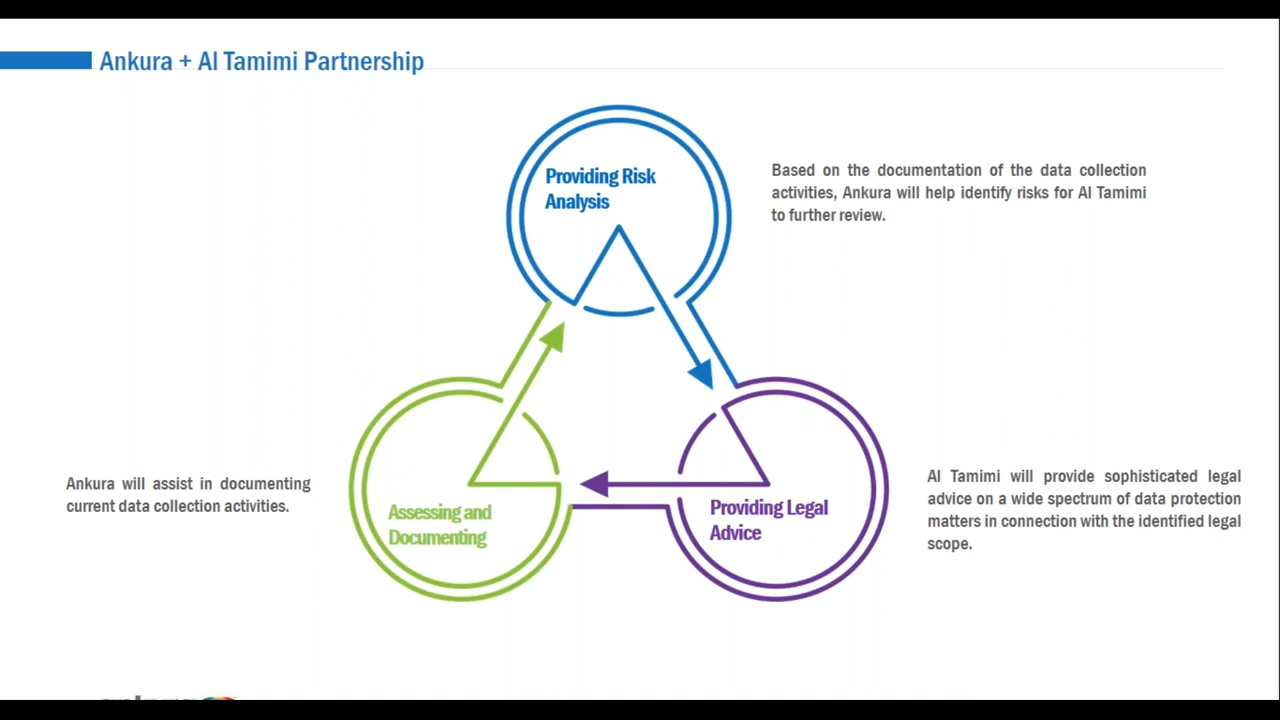 Ankura + Al Tamimi Partnership
Providing Risk
Analysis
Based on the documentation of the data collection
activities, Ankura will help identify risks for Al Tamimi
to further review.
Ankura will assist in documenting
current data collection activities.
Assessing and
Documenting
Providing Legal
Advice
Al Tamimi will provide sophisticated legal
advice on a wide spectrum of data protection
matters in connection with the identified legal
scope.